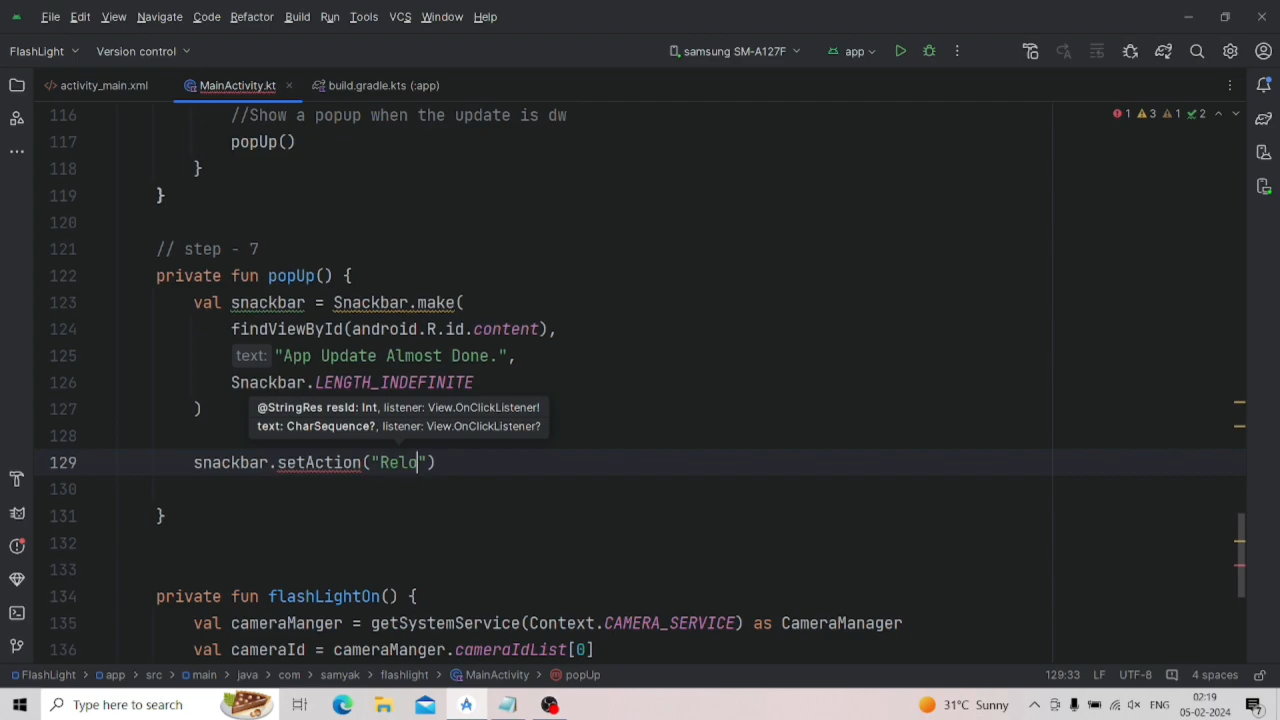 File Edit View Navigate Code Refactor Build Run Tools VCS Window Help
FlashLight Version control samsung SM-A127F app
activity_main.xml MainActivity.kt build.gradle.kts (:app)
116 //Show a popup when the update is dw
1 3 1 2
117 popUp()
118 }
119 }
120
121 // step - 7
122 private fun popUp() {
123 val snackbar = Snackbar.make(
124 findViewById(android.R.id.content),
125 text: "App Update Almost Done.",
126 Snackbar.LENGTH_INDEFINITE
127 )
@StringRes resId: Int, listener: View.OnClickListener!
text: CharSequence?, listener: View.OnClickListener?
128
129 snackbar.setAction("Relo")
130
131 }
132
133
134 private fun flashLightOn() {
135 val cameraManger = getSystemService(Context.CAMERA_SERVICE) as CameraManager
136 val cameraId = cameraManger.cameraIdList[0]
FlashLight app src main java com samyak flashlight MainActivity popUp 129:33 LF UTF-8 4 spaces
Type here to search 31°C Sunny ENG 02:19 05-02-2024 7